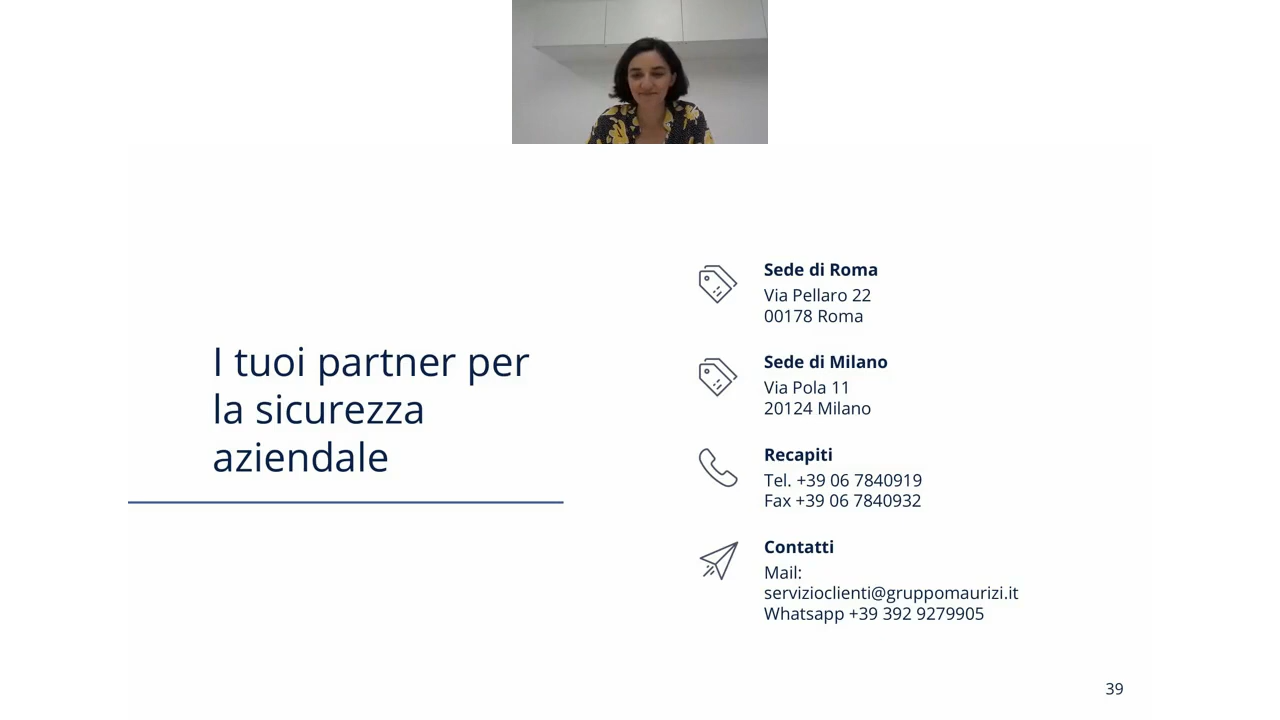 I tuoi partner per
la sicurezza
aziendale
Sede di Roma
Via Pellaro 22
00178 Roma
Sede di Milano
Via Pola 11
20124 Milano
Recapiti
Tel. +39 06 7840919
Fax +39 06 7840932
Contatti
Mail:
servizioclienti@gruppomaurizi.it
Whatsapp +39 392 9279905
39